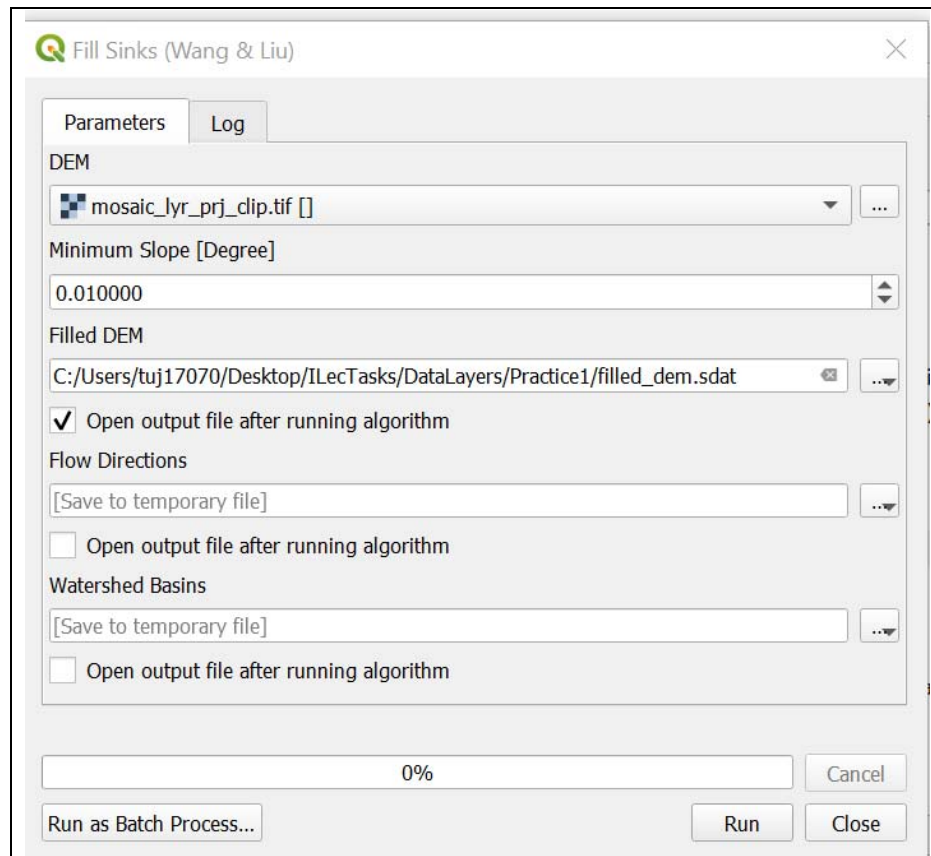 Fill Sinks (Wang & Liu)
Parameters Log
DEM
mosaic_lyr_prj_clip.tif [] ...
Minimum Slope [Degree]
0.010000
Filled DEM
C:/Users/tuj17070/Desktop/ILecTasks/DataLayers/Practice1/filled_dem.sdat ...
Open output file after running algorithm
Flow Directions
[Save to temporary file] ...
Open output file after running algorithm
Watershed Basins
[Save to temporary file] ...
Open output file after running algorithm
0% Cancel
Run as Batch Process... Run Close